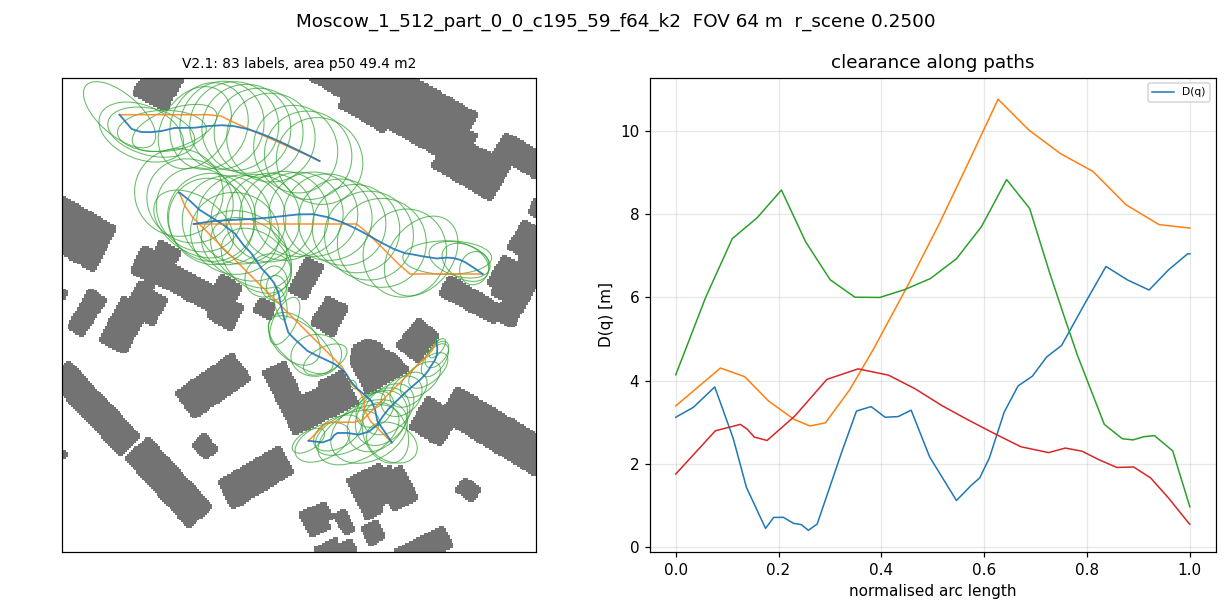 Moscow_1_512_part_0_0_c195_59_f64_k2  FOV 64 m  r_scene 0.2500
V2.1: 83 labels, area p50 49.4 m2
clearance along paths
D(q)
D(q) [m]
10
8
6
4
2
0
0.0 0.2 0.4 0.6 0.8 1.0
normalised arc length